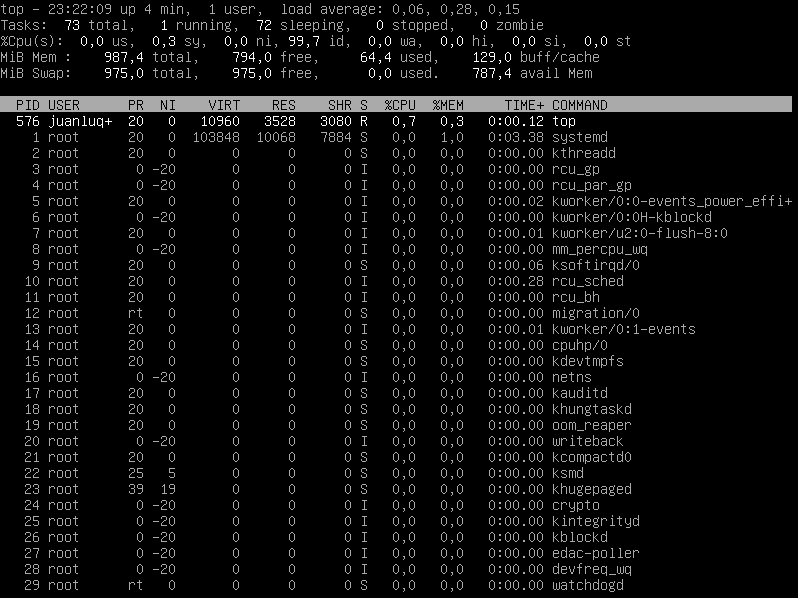 top - 23:22:09 up 4 min,  1 user,  load average: 0,06, 0,28, 0,15
Tasks:  73 total,   1 running,  72 sleeping,   0 stopped,   0 zombie
%Cpu(s):  0,0 us,  0,3 sy,  0,0 ni, 99,7 id,  0,0 wa,  0,0 hi,  0,0 si,  0,0 st
MiB Mem :    987,4 total,    794,0 free,     64,4 used,    129,0 buff/cache
MiB Swap:    975,0 total,    975,0 free,      0,0 used.    787,4 avail Mem
PID USER      PR  NI    VIRT    RES    SHR S  %CPU  %MEM     TIME+ COMMAND
576 juanluq+  20   0   10960   3528   3080 R   0,7   0,3   0:00.12 top
1 root      20   0  103848  10068   7884 S   0,0   1,0   0:03.38 systemd
2 root      20   0       0      0      0 S   0,0   0,0   0:00.00 kthreadd
3 root       0 -20       0      0      0 I   0,0   0,0   0:00.00 rcu_gp
4 root       0 -20       0      0      0 I   0,0   0,0   0:00.00 rcu_par_gp
5 root      20   0       0      0      0 I   0,0   0,0   0:00.02 kworker/0:0-events_power_effi+
6 root       0 -20       0      0      0 I   0,0   0,0   0:00.00 kworker/0:0H-kblockd
7 root      20   0       0      0      0 I   0,0   0,0   0:00.01 kworker/u2:0-flush-8:0
8 root       0 -20       0      0      0 I   0,0   0,0   0:00.00 mm_percpu_wq
9 root      20   0       0      0      0 S   0,0   0,0   0:00.06 ksoftirqd/0
10 root      20   0       0      0      0 I   0,0   0,0   0:00.28 rcu_sched
11 root      20   0       0      0      0 I   0,0   0,0   0:00.00 rcu_bh
12 root      rt   0       0      0      0 S   0,0   0,0   0:00.00 migration/0
13 root      20   0       0      0      0 I   0,0   0,0   0:00.01 kworker/0:1-events
14 root      20   0       0      0      0 S   0,0   0,0   0:00.00 cpuhp/0
15 root      20   0       0      0      0 S   0,0   0,0   0:00.00 kdevtmpfs
16 root       0 -20       0      0      0 I   0,0   0,0   0:00.00 netns
17 root      20   0       0      0      0 S   0,0   0,0   0:00.00 kauditd
18 root      20   0       0      0      0 S   0,0   0,0   0:00.00 khungtaskd
19 root      20   0       0      0      0 S   0,0   0,0   0:00.00 oom_reaper
20 root       0 -20       0      0      0 I   0,0   0,0   0:00.00 writeback
21 root      20   0       0      0      0 S   0,0   0,0   0:00.00 kcompactd0
22 root      25   5       0      0      0 S   0,0   0,0   0:00.00 ksmd
23 root      39  19       0      0      0 S   0,0   0,0   0:00.00 khugepaged
24 root       0 -20       0      0      0 I   0,0   0,0   0:00.00 crypto
25 root       0 -20       0      0      0 I   0,0   0,0   0:00.00 kintegrityd
26 root       0 -20       0      0      0 I   0,0   0,0   0:00.00 kblockd
27 root       0 -20       0      0      0 I   0,0   0,0   0:00.00 edac-poller
28 root       0 -20       0      0      0 I   0,0   0,0   0:00.00 devfreq_wq
29 root      rt   0       0      0      0 S   0,0   0,0   0:00.00 watchdogd